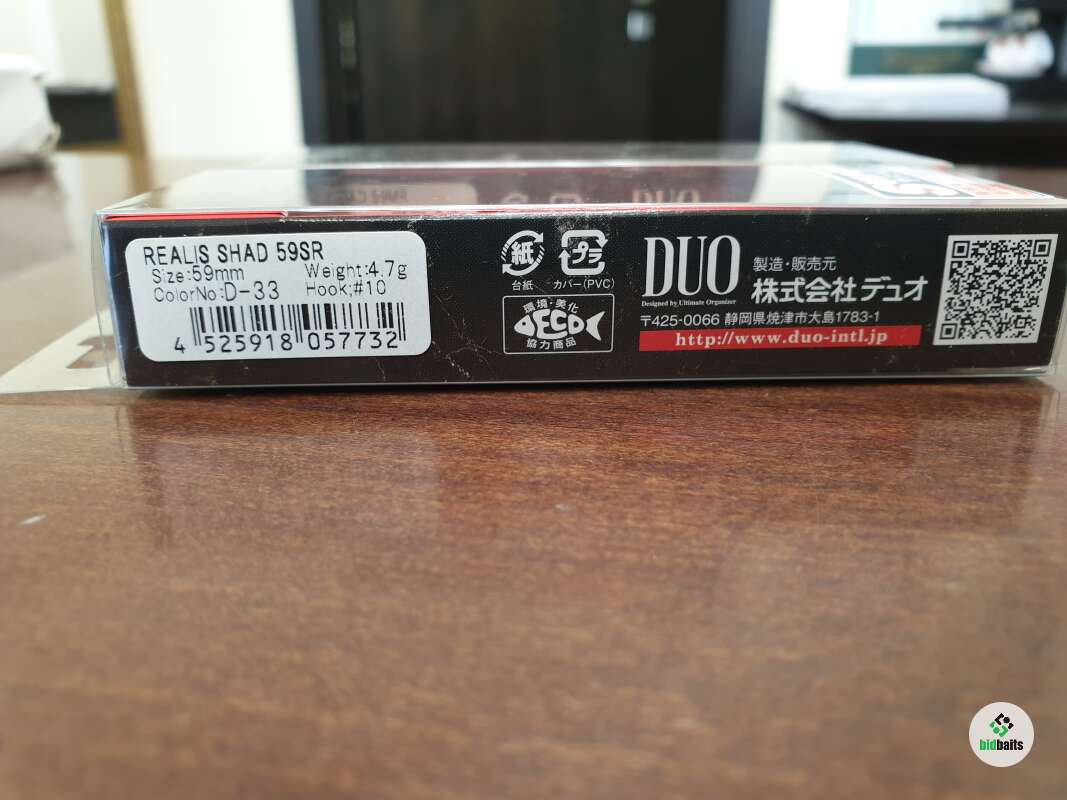 REALIS SHAD 59SR
Size:59mm Weight:4.7g
ColorNo:D-33 Hook;#10
4 525918 057732
紙
台紙
プラ
カバー(PVC)
環境・美化
ECO
協力商品
DUO
Designed by Ultimate Organizer
製造・販売元
株式会社デュオ
〒425-0066 静岡県焼津市大島1783-1
http://www.duo-intl.jp
bidbaits